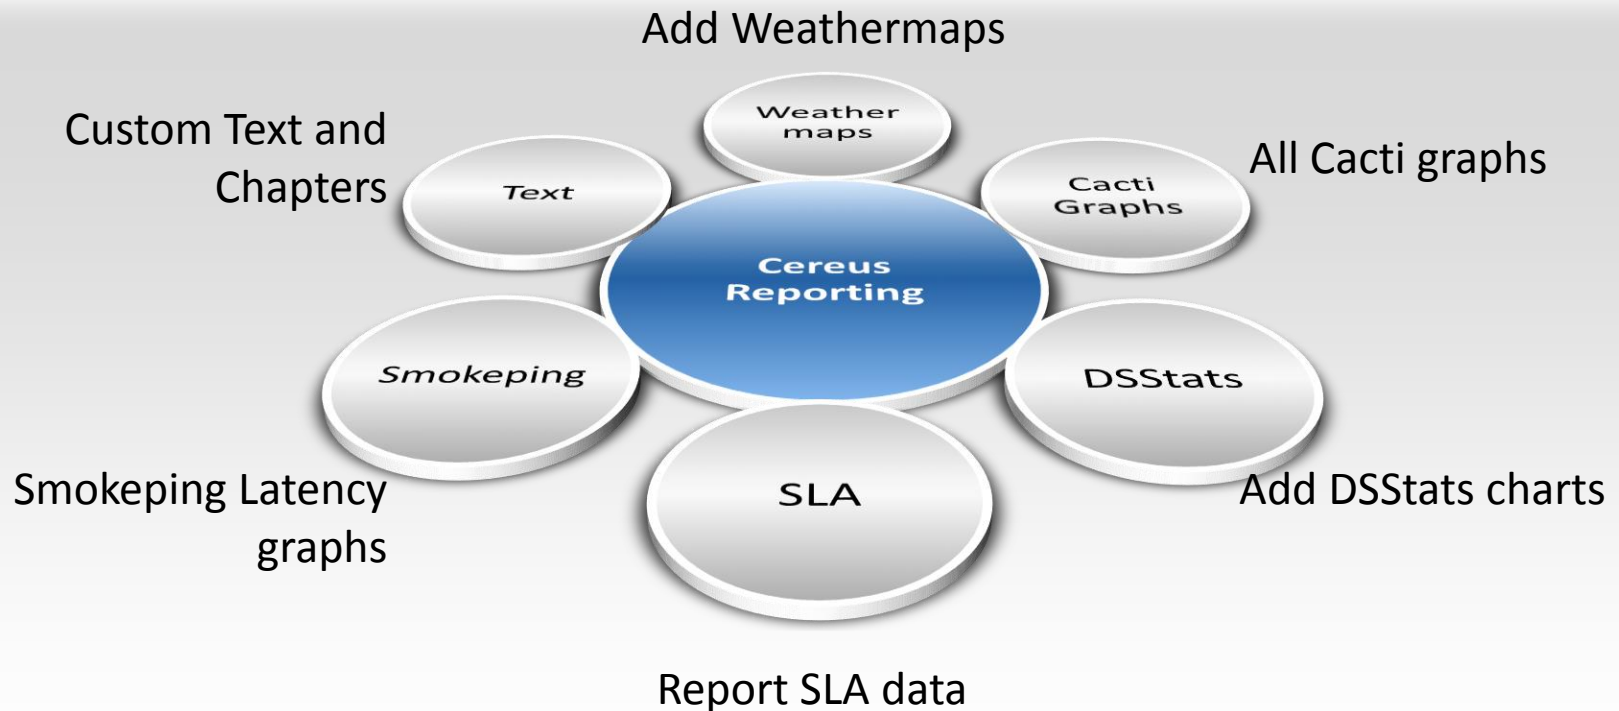 Add Weathermaps
Weather
maps
Custom Text and
Chapters
Text
Cacti
Graphs
All Cacti graphs
Cereus
Reporting
Smokeping
DSStats
Smokeping Latency
graphs
SLA
Add DSStats charts
Report SLA data